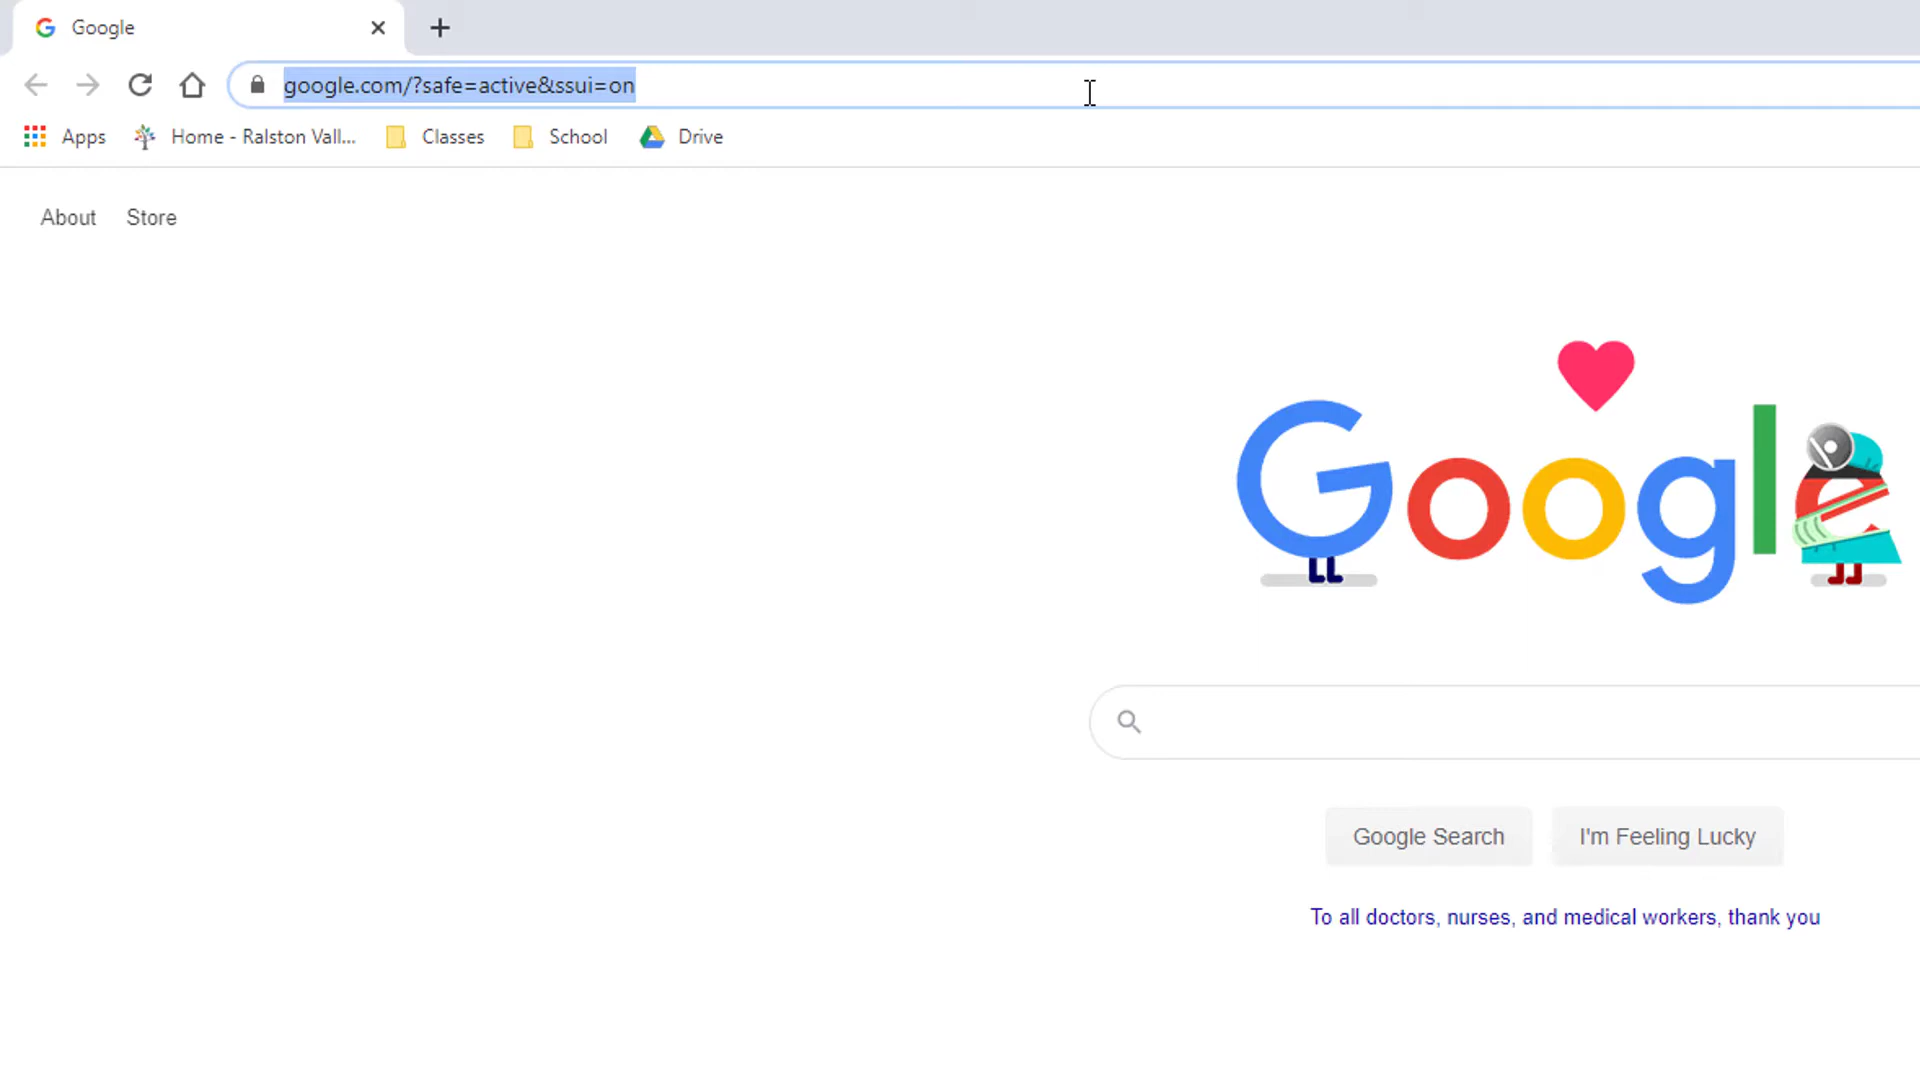 Google
google.com/?safe=active&ssui=on
Apps Home - Ralston Vall... Classes School Drive
About Store
Google
Google Search I'm Feeling Lucky
To all doctors, nurses, and medical workers, thank you